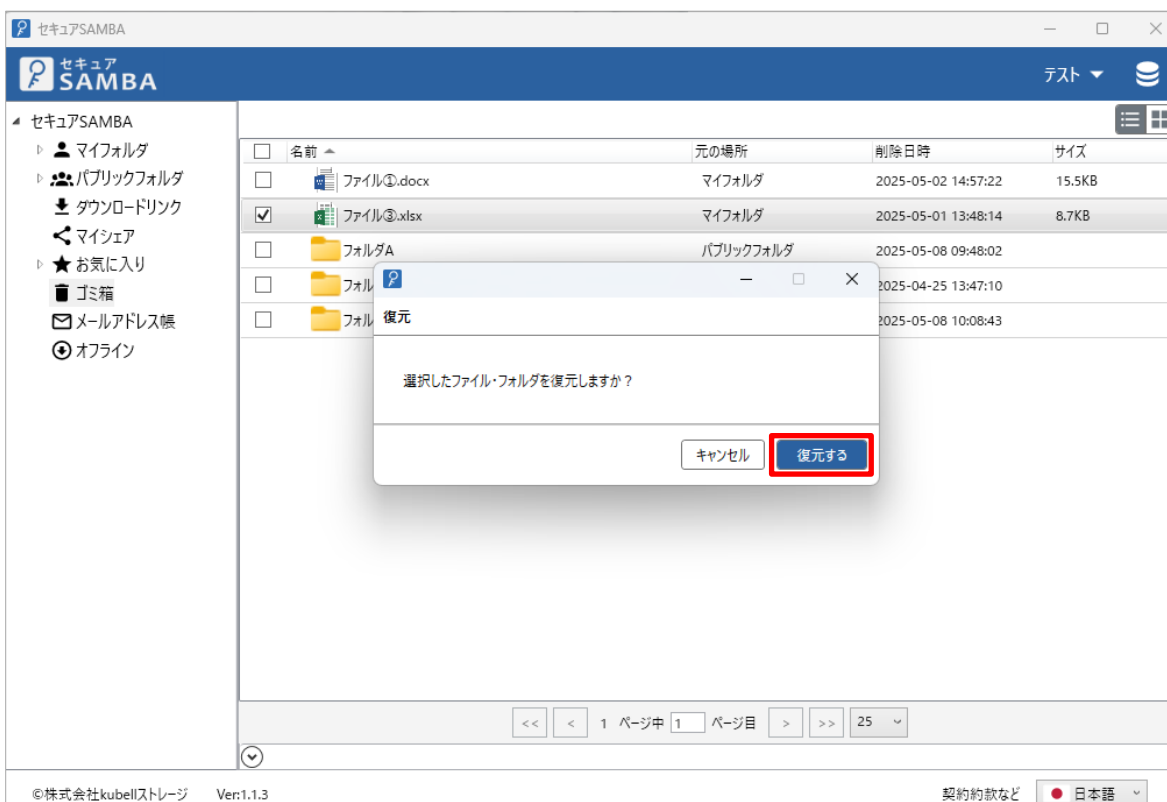 セキュアSAMBA
セキュア
SAMBA
テスト
セキュアSAMBA
マイフォルダ
パブリックフォルダ
ダウンロードリンク
マイシェア
お気に入り
ゴミ箱
メールアドレス帳
オフライン
名前 元の場所 削除日時 サイズ
ファイル①.docx マイフォルダ 2025-05-02 14:57:22 15.5KB
ファイル③.xlsx マイフォルダ 2025-05-01 13:48:14 8.7KB
フォルダA パブリックフォルダ 2025-05-08 09:48:02
フォル 2025-04-25 13:47:10
フォル 2025-05-08 10:08:43
復元
選択したファイル・フォルダを復元しますか？
キャンセル 復元する
<< < 1 ページ中 1 ページ目 > >> 25
©株式会社kubellストレージ Ver:1.1.3 契約約款など 日本語